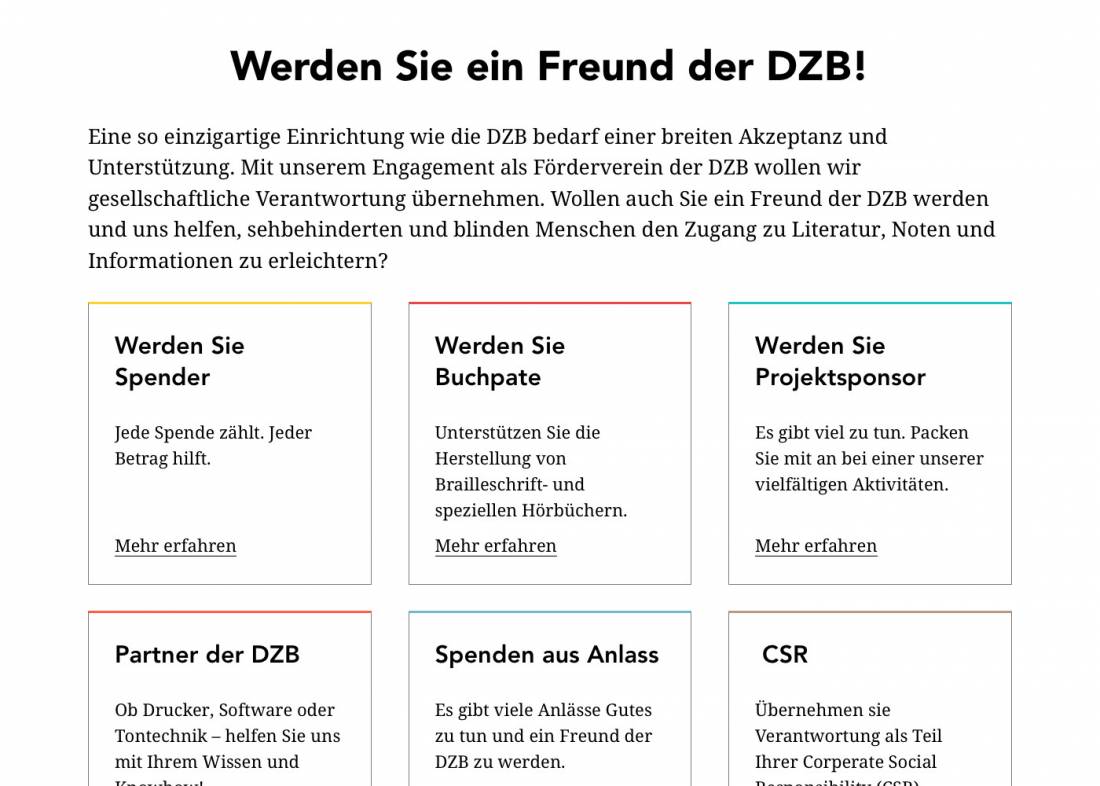 Werden Sie ein Freund der DZB!
Eine so einzigartige Einrichtung wie die DZB bedarf einer breiten Akzeptanz und
Unterstützung. Mit unserem Engagement als Förderverein der DZB wollen wir
gesellschaftliche Verantwortung übernehmen. Wollen auch Sie ein Freund der DZB werden
und uns helfen, sehbehinderten und blinden Menschen den Zugang zu Literatur, Noten und
Informationen zu erleichtern?
Werden Sie
Spender
Jede Spende zählt. Jeder
Betrag hilft.
Mehr erfahren
Werden Sie
Buchpate
Unterstützen Sie die
Herstellung von
Brailleschrift- und
speziellen Hörbüchern.
Mehr erfahren
Werden Sie
Projektsponsor
Es gibt viel zu tun. Packen
Sie mit an bei einer unserer
vielfältigen Aktivitäten.
Mehr erfahren
Partner der DZB
Ob Drucker, Software oder
Tontechnik – helfen Sie uns
mit Ihrem Wissen und
Knowhow!
Spenden aus Anlass
Es gibt viele Anlässe Gutes
zu tun und ein Freund der
DZB zu werden.
CSR
Übernehmen sie
Verantwortung als Teil
Ihrer Corperate Social
Responsibility (CSR)